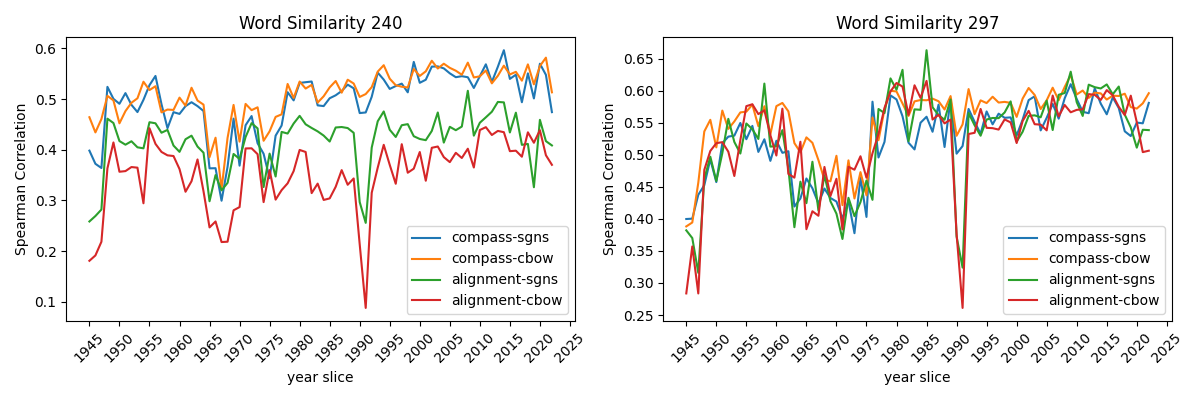 Word Similarity 240
Spearman Correlation
0.6
0.5
0.4
0.3
0.2
0.1
compass-sgns
compass-cbow
alignment-sgns
alignment-cbow
1945 1950 1955 1960 1965 1970 1975 1980 1985 1990 1995 2000 2005 2010 2015 2020 2025
year slice
Word Similarity 297
Spearman Correlation
0.65
0.60
0.55
0.50
0.45
0.40
0.35
0.30
0.25
compass-sgns
compass-cbow
alignment-sgns
alignment-cbow
1945 1950 1955 1960 1965 1970 1975 1980 1985 1990 1995 2000 2005 2010 2015 2020 2025
year slice